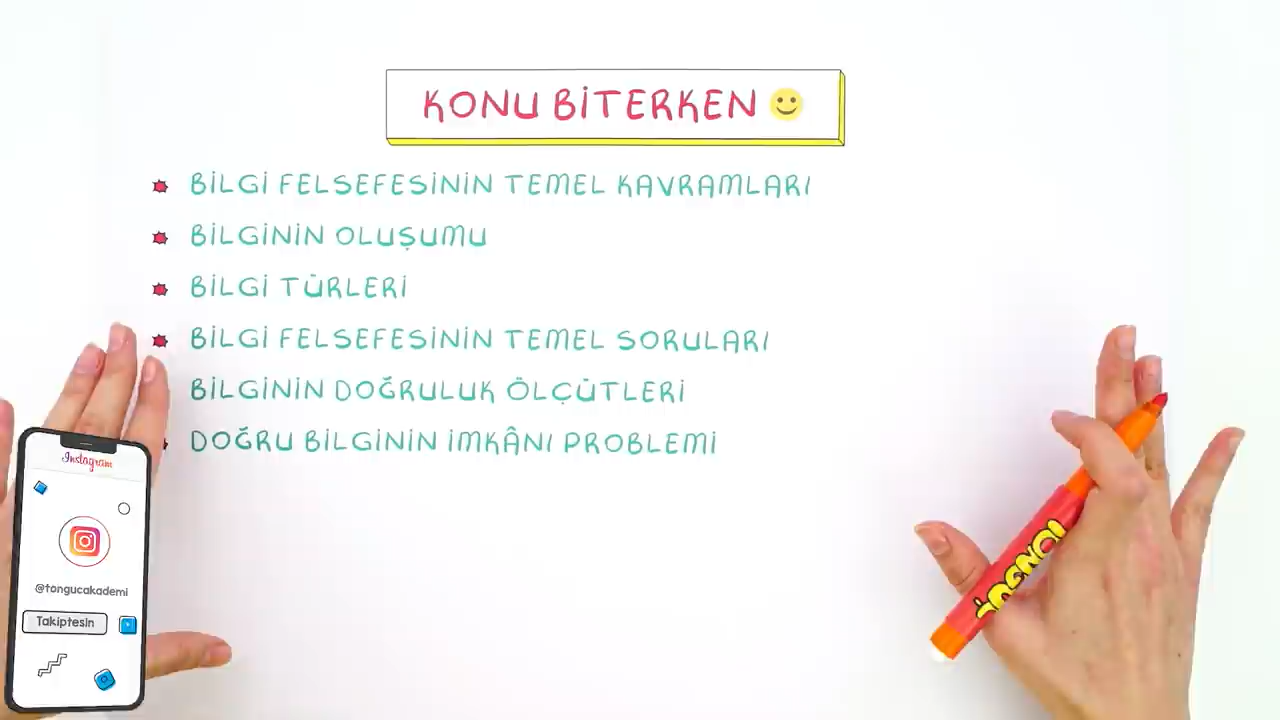 KONU BİTERKEN
BİLGİ FELSEFESİNİN TEMEL KAVRAMLARI
BİLGİNİN OLUŞUMU
BİLGİ TÜRLERİ
BİLGİ FELSEFESİNİN TEMEL SORULARI
BİLGİNİN DOĞRULUK ÖLÇÜTLERİ
DOĞRU BİLGİNİN İMKÂNI PROBLEMİ
Instagram
@tongucakademi
Takiptesin
TONGUÇ